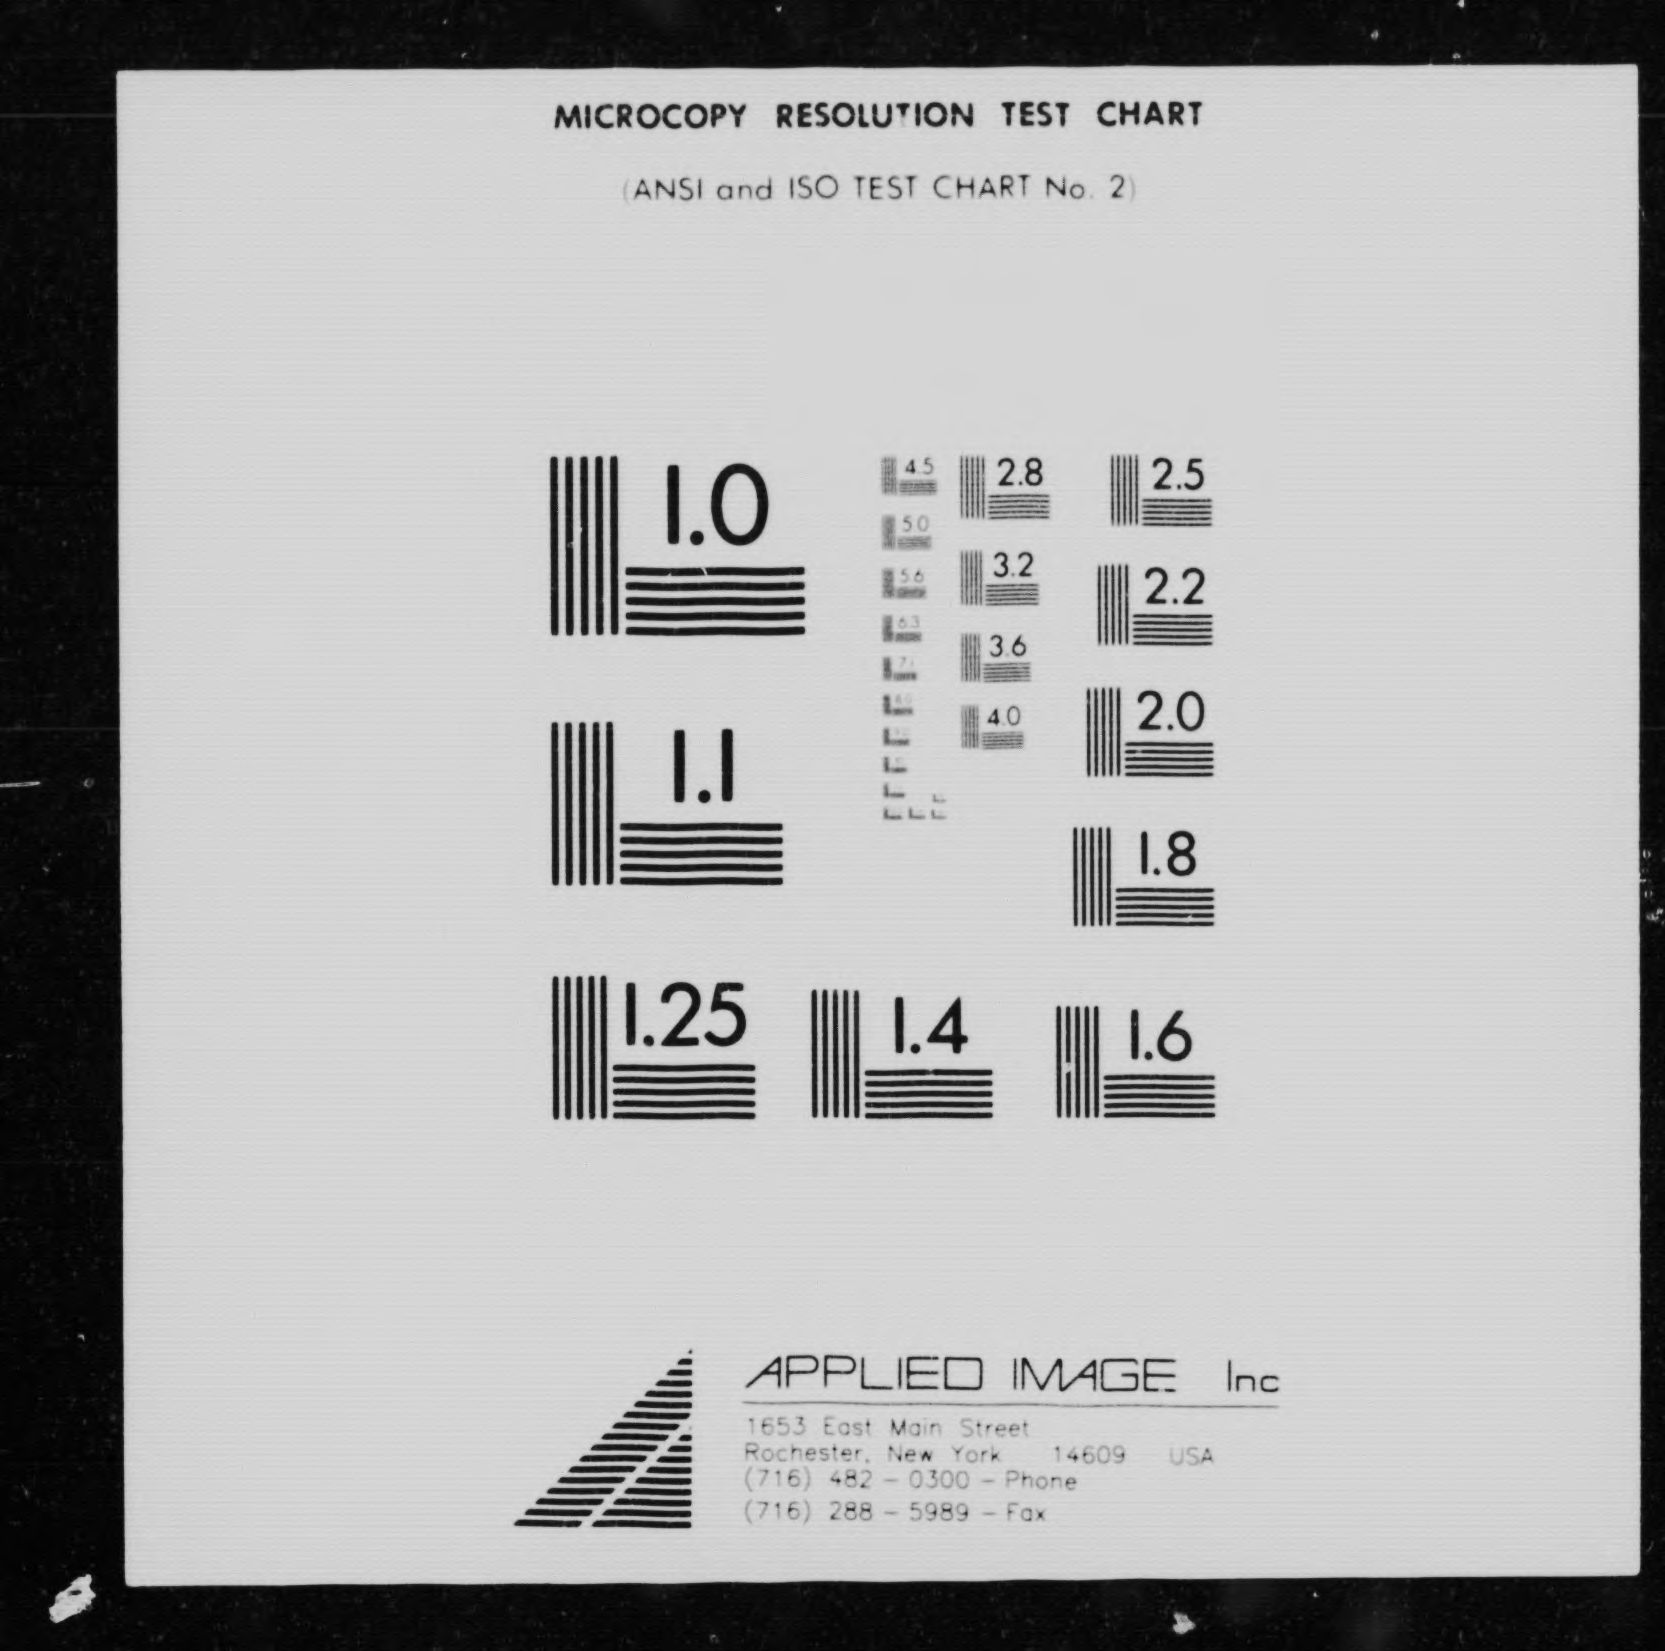 MICROCOPY RESOLUTION TEST CHART
(ANSI and ISO TEST CHART No. 2)
1.0
4.5
2.8
2.5
5.0
3.2
2.2
5.6
6.3
3.6
7.1
2.0
4.0
1.1
1.8
1.25
1.4
1.6
APPLIED IMAGE Inc
1653 East Main Street
Rochester, New York 14609 USA
(716) 482 - 0300 - Phone
(716) 288 - 5989 - Fax